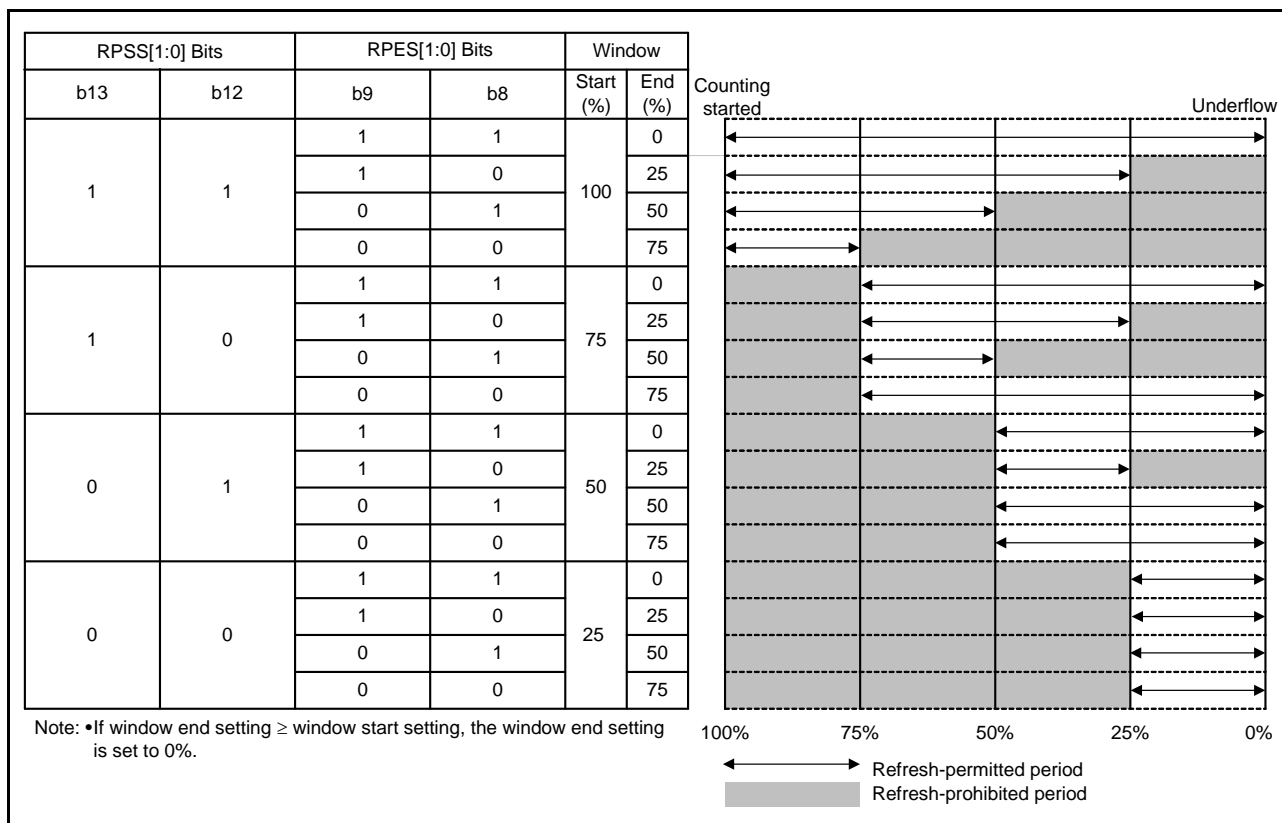 RPSS[1:0] Bits RPES[1:0] Bits Window
b13 b12 b9 b8 Start (%) End (%)
Counting started Underflow
1 1 1 1 100 0
1 0 25
0 1 50
0 0 75
1 0 1 1 75 0
1 0 25
0 1 50
0 0 75
0 1 1 1 50 0
1 0 25
0 1 50
0 0 75
0 0 1 1 25 0
1 0 25
0 1 50
0 0 75
Note: •If window end setting ≥ window start setting, the window end setting
is set to 0%.
100% 75% 50% 25% 0%
Refresh-permitted period
Refresh-prohibited period